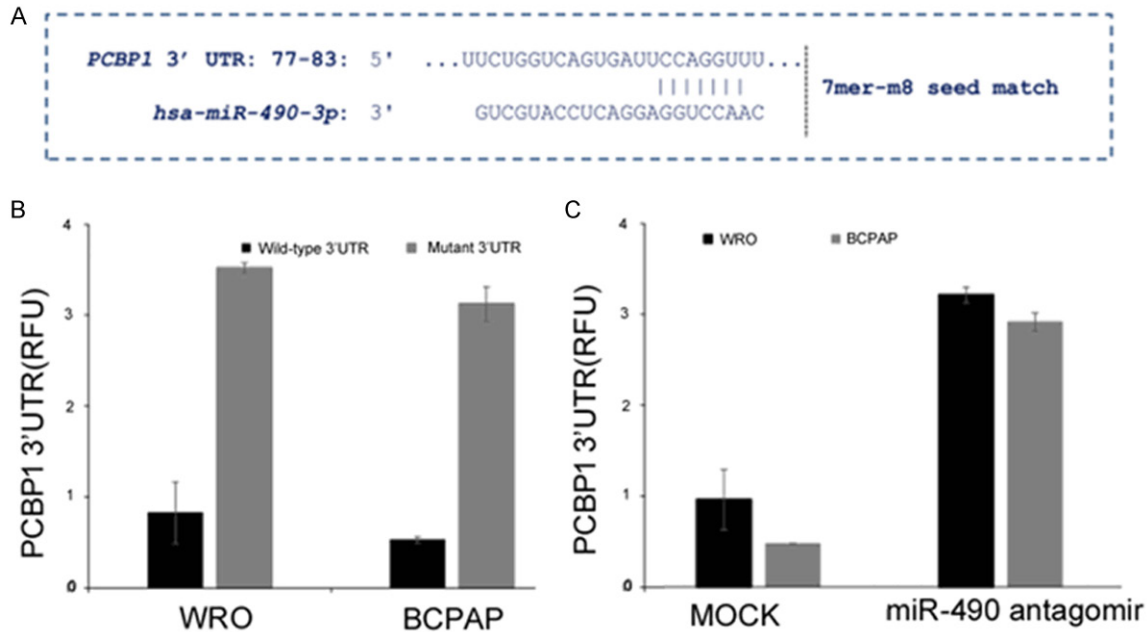 A
PCBP1 3' UTR: 77-83: 5' ...UUCUGGUCAGUGAUUCCAGGUUU...
7mer-m8 seed match
hsa-miR-490-3p: 3' GUCGUACCUCAGGAGGUCCAAC
B
4
3
2
1
0
PCBP1 3'UTR(RFU)
Wild-type 3'UTR
Mutant 3'UTR
WRO
BCPAP
C
4
3
2
1
0
PCBP1 3'UTR(RFU)
WRO
BCPAP
MOCK
miR-490 antagomir